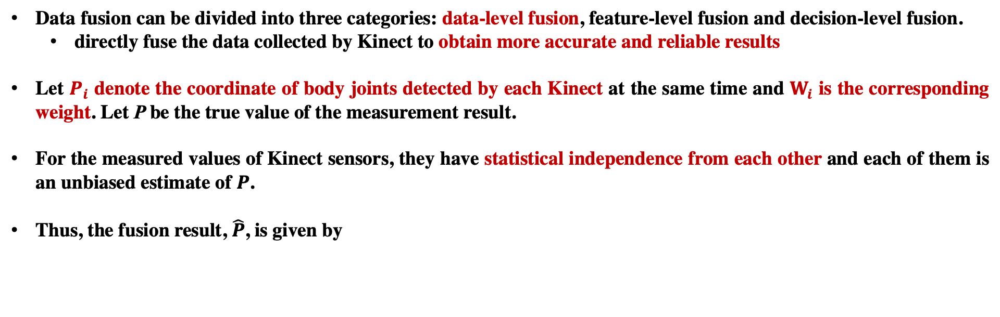 • Data fusion can be divided into three categories: data-level fusion, feature-level fusion and decision-level fusion.
• directly fuse the data collected by Kinect to obtain more accurate and reliable results
• Let P_i denote the coordinate of body joints detected by each Kinect at the same time and W_i is the corresponding
weight. Let P be the true value of the measurement result.
• For the measured values of Kinect sensors, they have statistical independence from each other and each of them is
an unbiased estimate of P.
• Thus, the fusion result, P̂, is given by